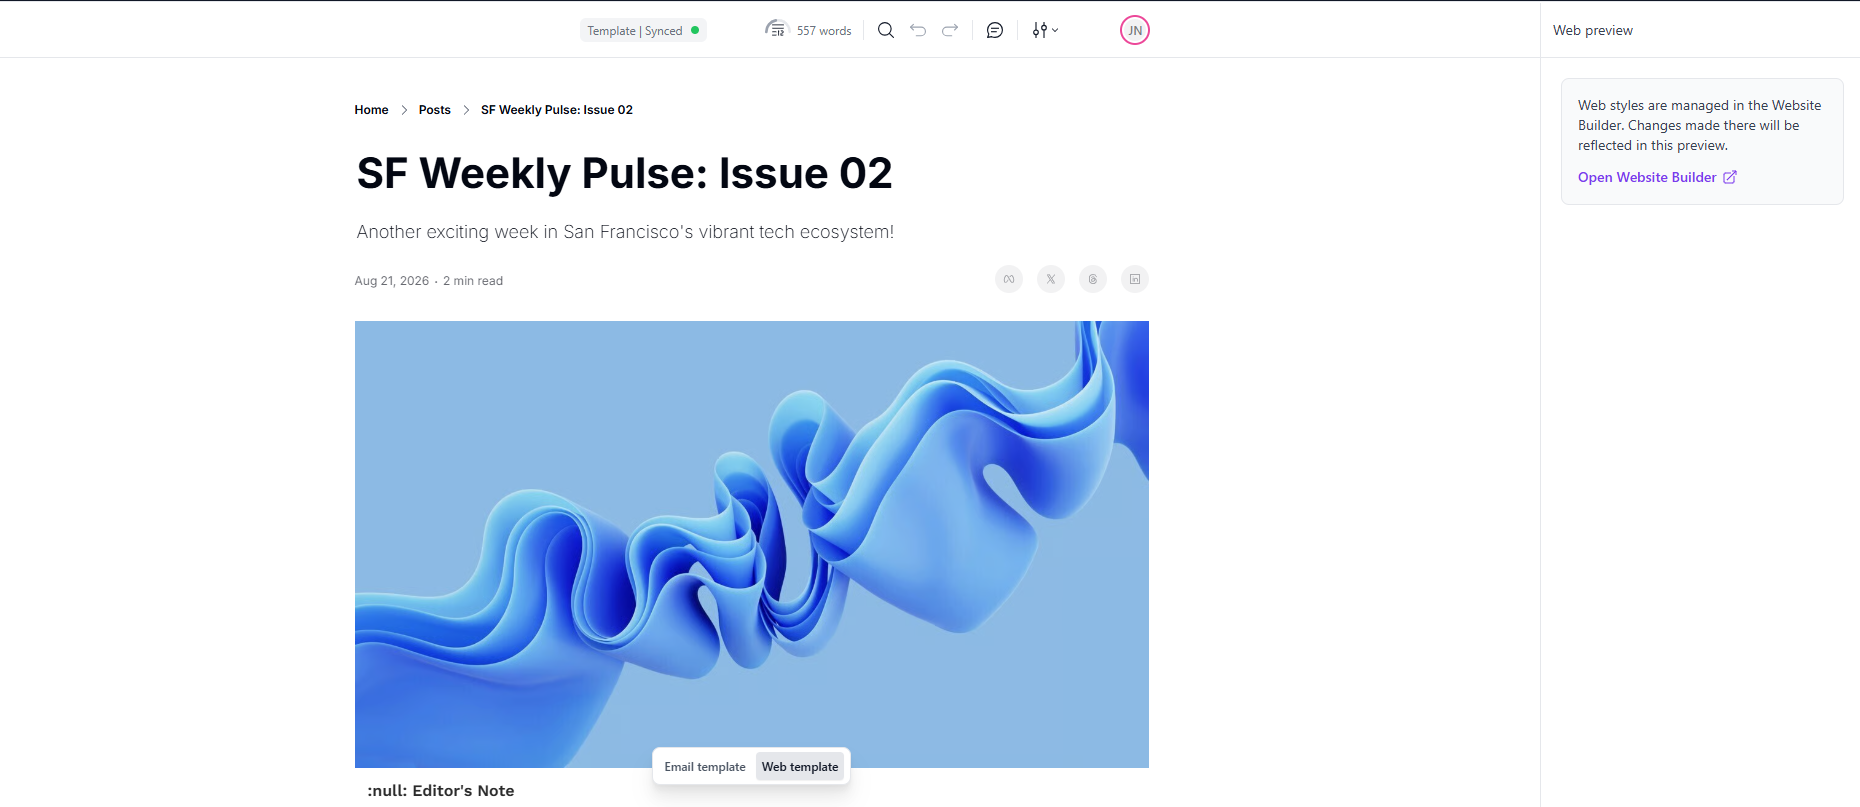 Template | Synced
557 words
JN
Web preview
Home
Posts
SF Weekly Pulse: Issue 02
Web styles are managed in the Website
Builder. Changes made there will be
reflected in this preview.
Open Website Builder
SF Weekly Pulse: Issue 02
Another exciting week in San Francisco's vibrant tech ecosystem!
Aug 21, 2026 · 2 min read
Email template
Web template
:null: Editor's Note